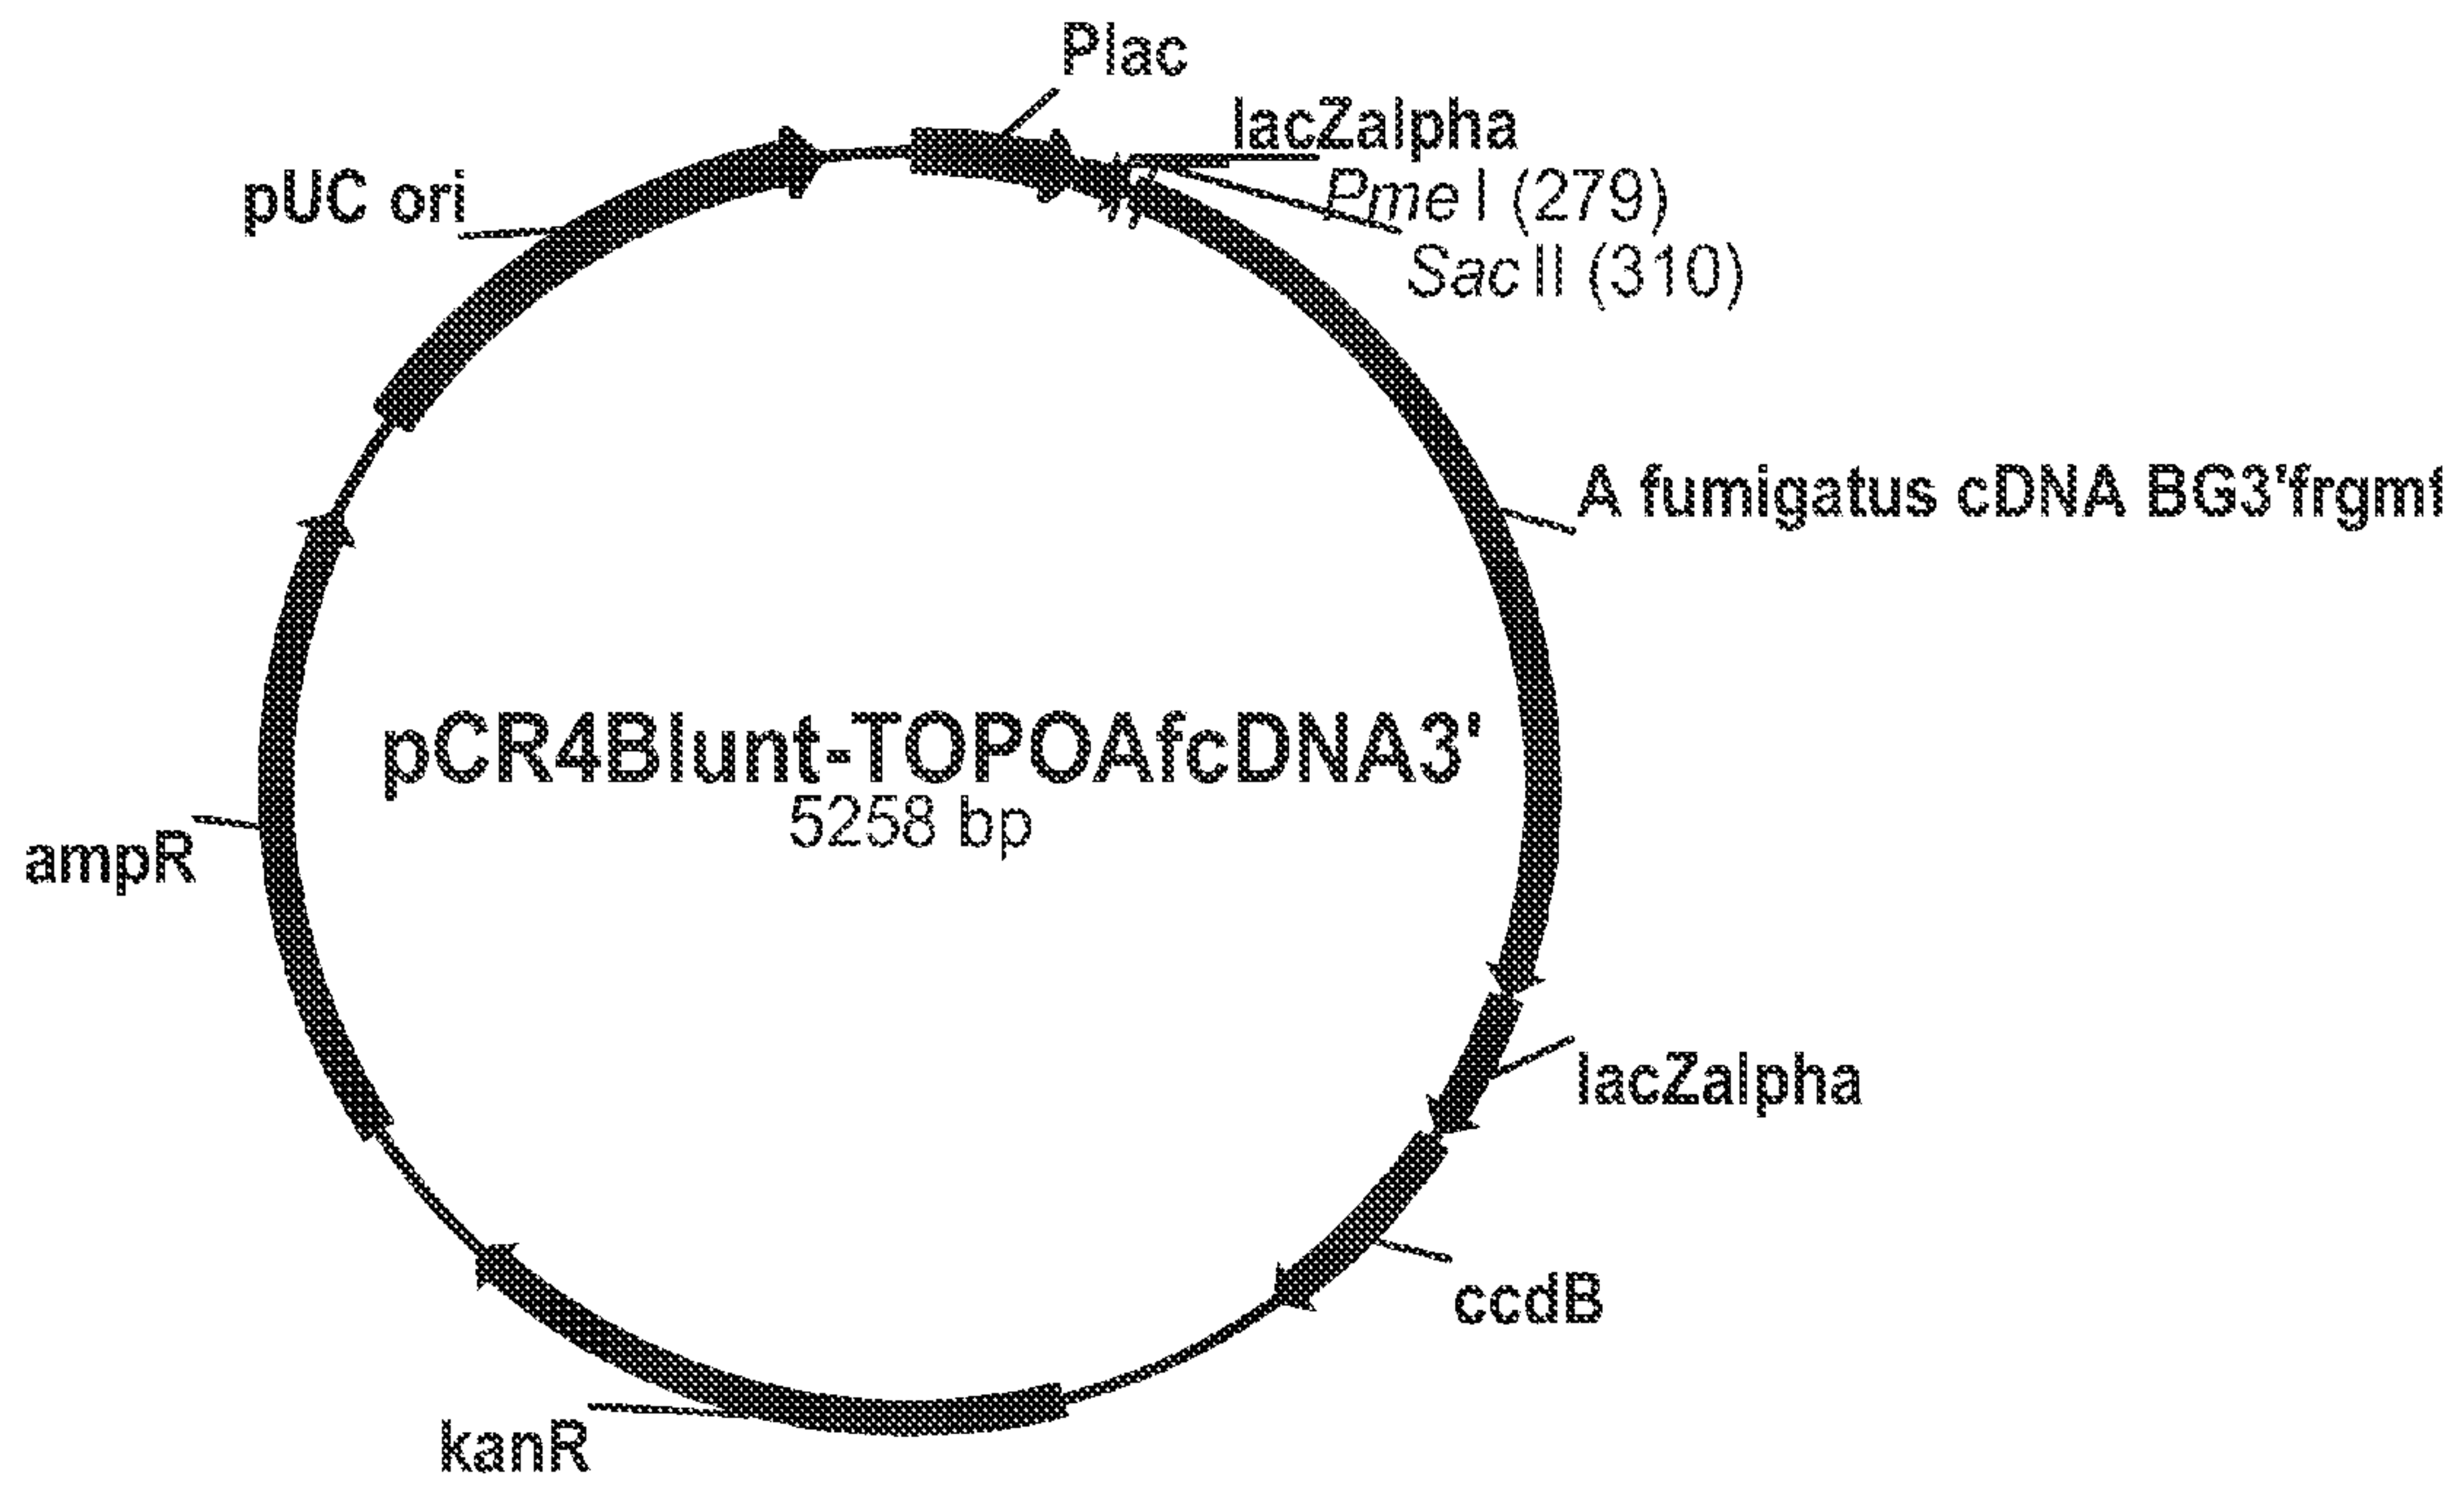 Plac
lacZalpha
PmeI (279)
SacII (310)
pUC ori
A fumigatus cDNA BG3'frgmt
pCR4Blunt-TOPOAfcDNA3'
5258 bp
ampR
lacZalpha
ccdB
kanR